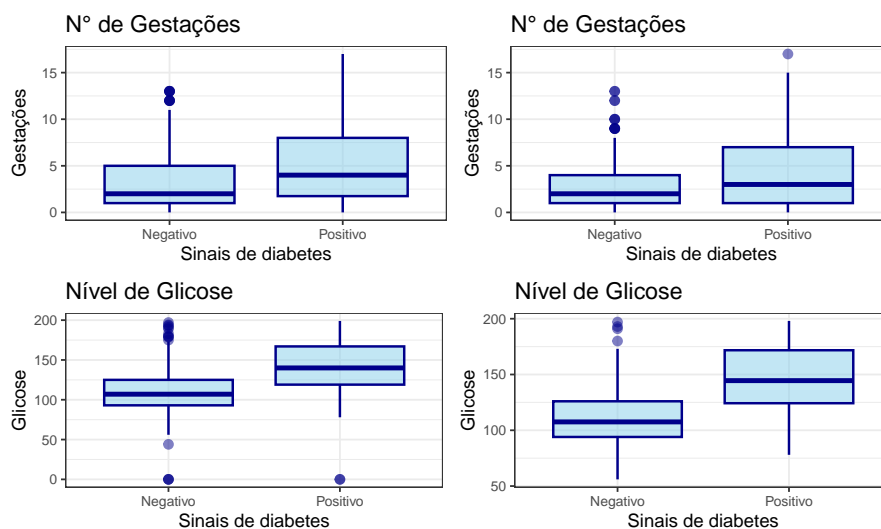 N° de Gestações
Gestações
15
10
5
0
Negativo Positivo
Sinais de diabetes
N° de Gestações
Gestações
15
10
5
0
Negativo Positivo
Sinais de diabetes
Nível de Glicose
Glicose
200
150
100
50
0
Negativo Positivo
Sinais de diabetes
Nível de Glicose
Glicose
200
150
100
50
Negativo Positivo
Sinais de diabetes